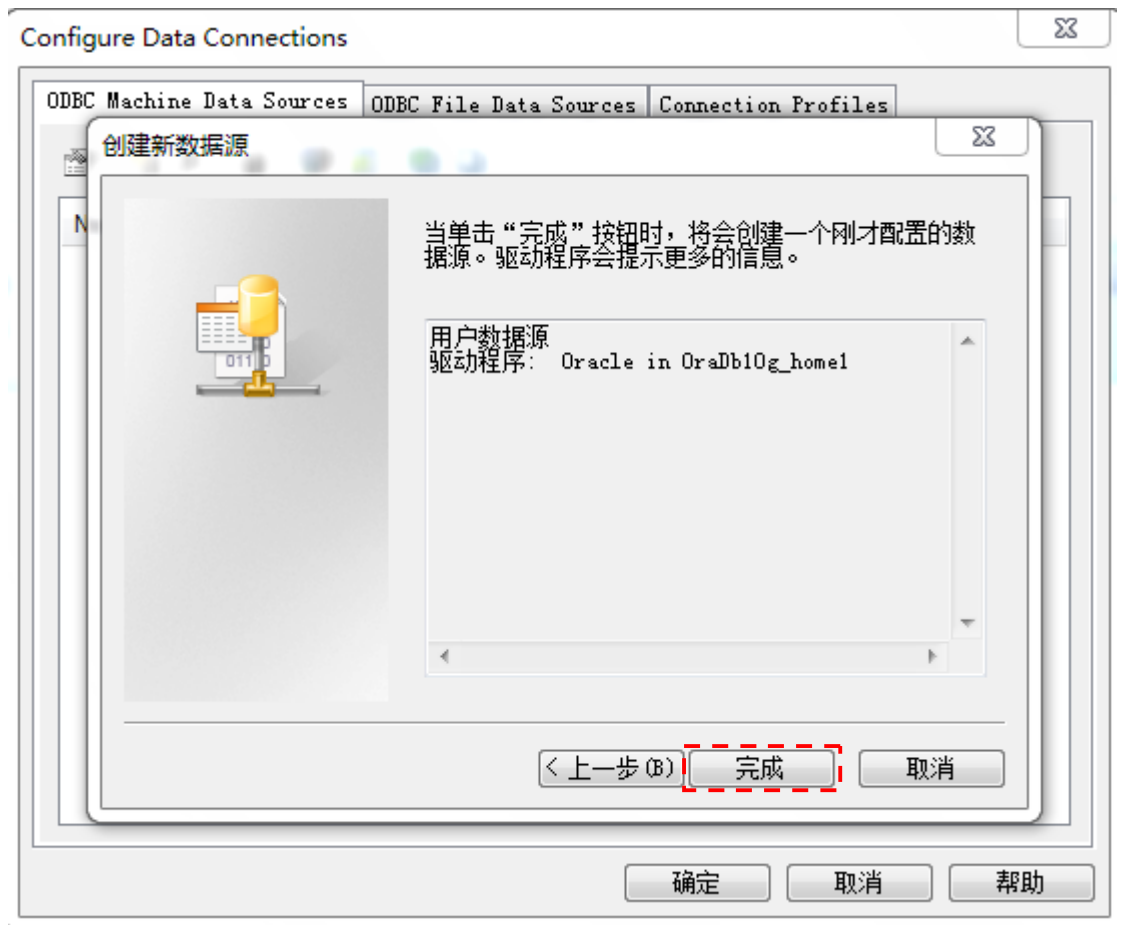 Configure Data Connections
ODBC Machine Data Sources
ODBC File Data Sources
Connection Profiles
创建新数据源
N
当单击“完成”按钮时，将会创建一个刚才配置的数
据源。驱动程序会提示更多的信息。
011
用户数据源
驱动程序： Oracle in OraDb10g_home1
< 上一步(B)
完成
取消
确定
取消
帮助